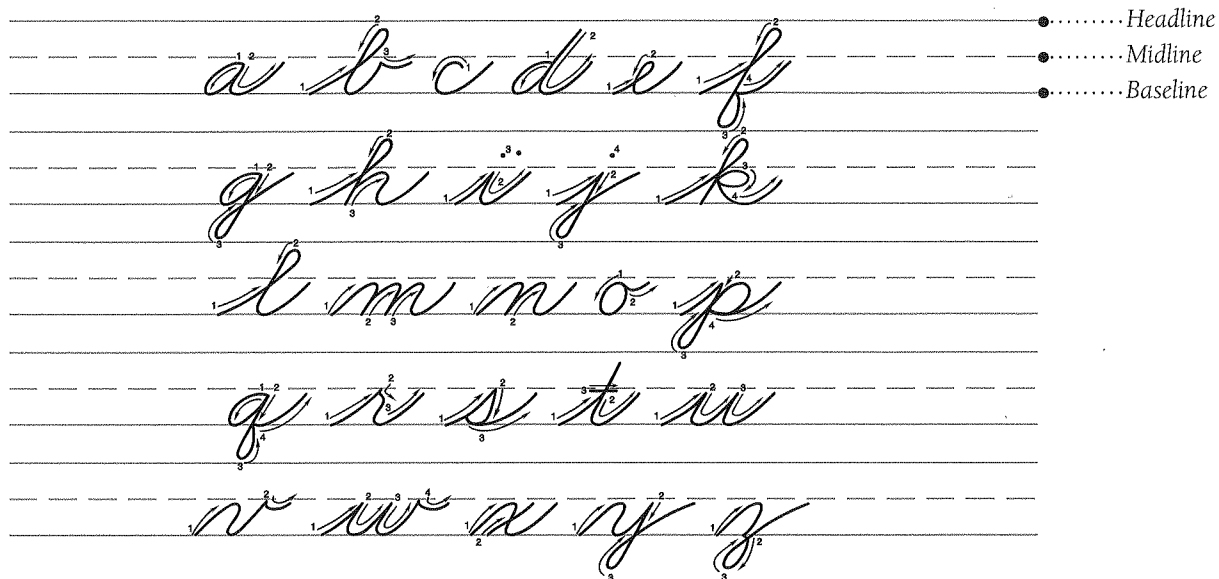 Headline
Midline
Baseline
a b c d e f
g h i j k
l m n o p
q r s t u
v w x y z